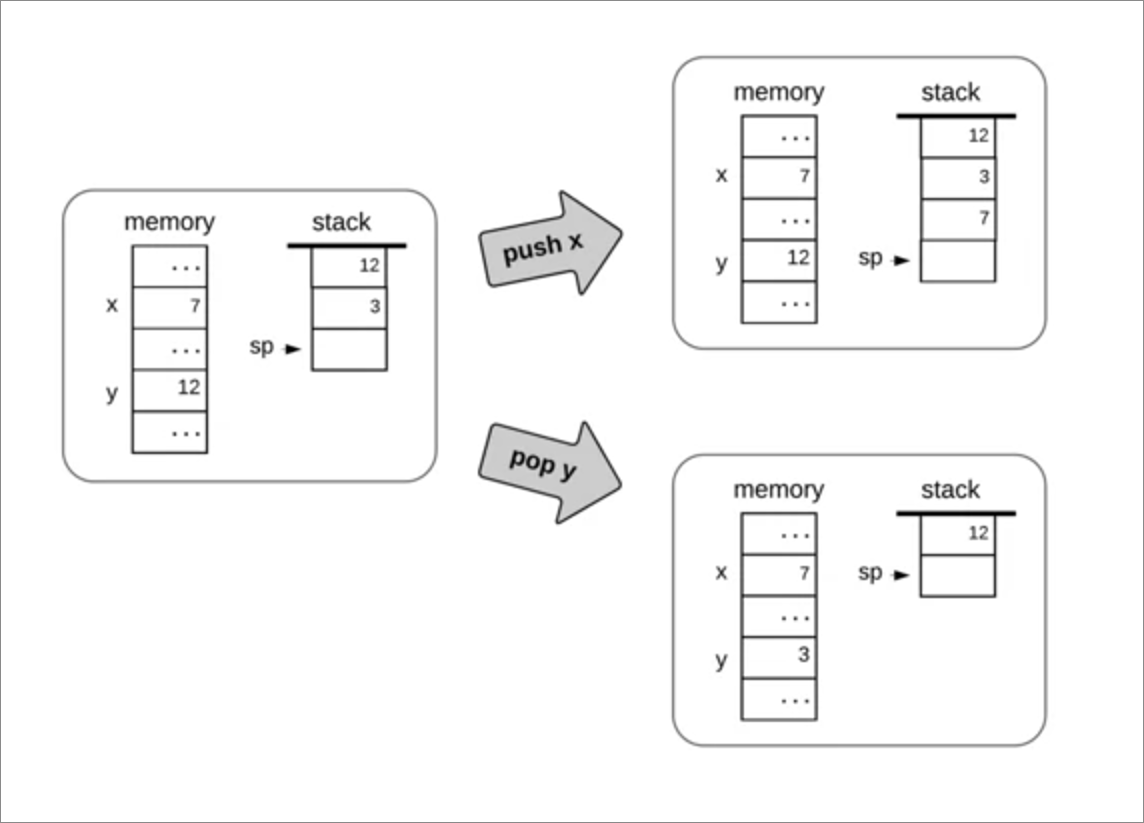 memory stack
...
12
x 7
3
...
sp
y 12
...
push x
memory stack
...
12
x 7
3
...
7
y 12
sp
...
pop y
memory stack
...
12
x 7
sp
...
y 3
...